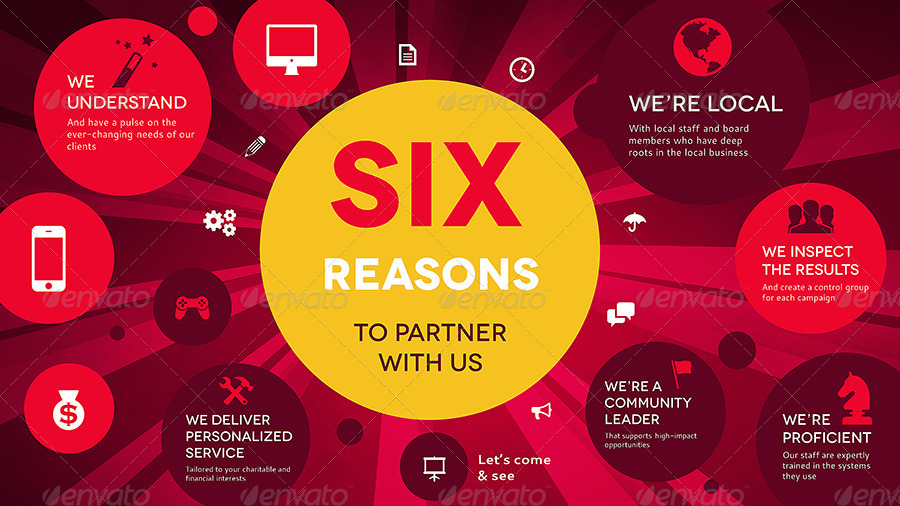 WE
UNDERSTAND
And have a pulse on the
ever-changing needs of our
clients
SIX
REASONS
TO PARTNER
WITH US
WE'RE LOCAL
With local staff and board
members who have deep
roots in the local business
WE INSPECT
THE RESULTS
And create a control group
for each campaign
$
WE DELIVER
PERSONALIZED
SERVICE
Tailored to your charitable and
financial interests
Let's come
& see
WE'RE A
COMMUNITY
LEADER
That supports high-impact
opportunities
WE'RE
PROFICIENT
Our staff are expertly
trained in the systems
they use
envato